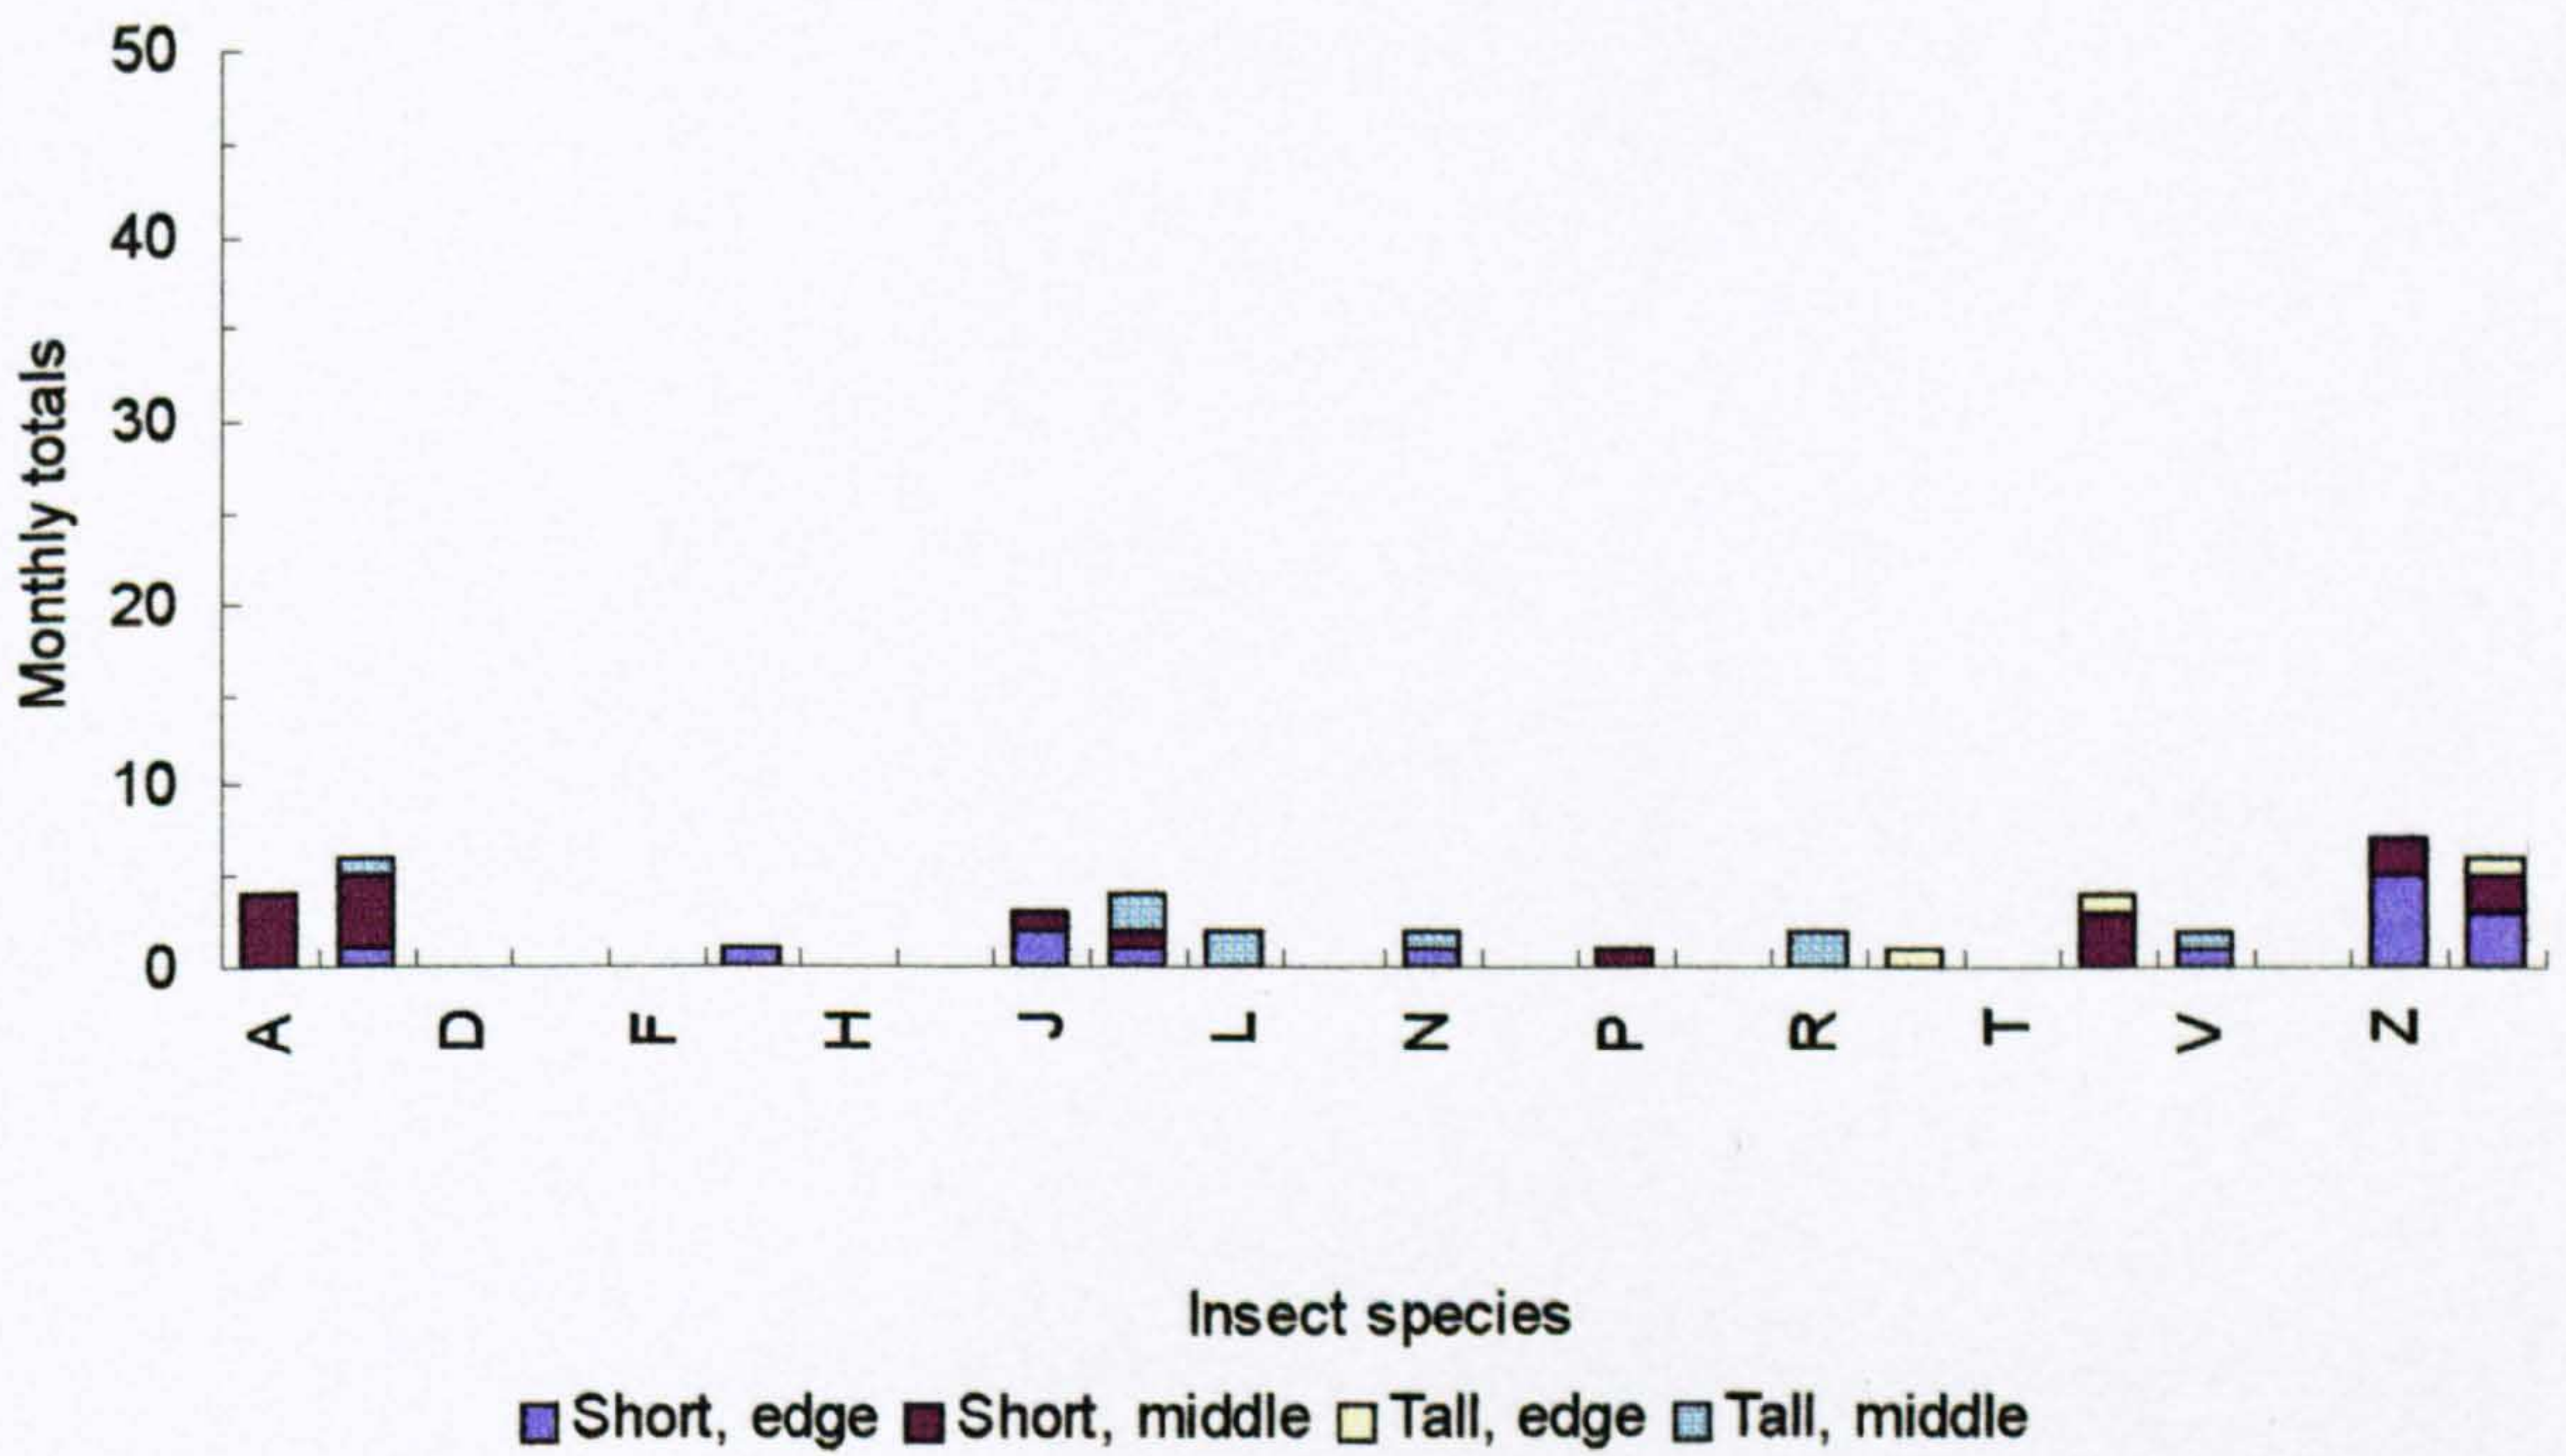 Monthly totals
50
40
30
20
10
0
A D F H J L N P R T V Z
Insect species
Short, edge Short, middle Tall, edge Tall, middle